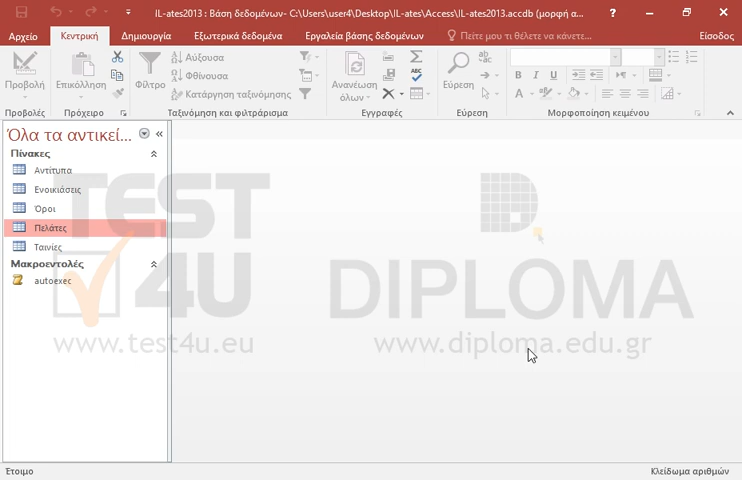 IL-ates2013 : Βάση δεδομένων- C:\Users\user4\Desktop\IL-ates\Access\IL-ates2013.accdb (μορφή α...
Αρχείο Κεντρική Δημιουργία Εξωτερικά δεδομένα Εργαλεία βάσης δεδομένων Πείτε μου τι θέλετε να κάνετε... Είσοδος
Προβολή Επικόλληση Φίλτρο Αύξουσα Φθίνουσα Κατάργηση ταξινόμησης Ανανέωση όλων Εύρεση
Προβολές Πρόχειρο Ταξινόμηση και φιλτράρισμα Εγγραφές Εύρεση Μορφοποίηση κειμένου
Όλα τα αντικεί...
Πίνακες
Αντίτυπα
Ενοικιάσεις
Όροι
Πελάτες
Ταινίες
Μακροεντολές
autoexec
TEST
4U
www.test4u.eu
D.
DIPLOMA
www.diploma.edu.gr
Έτοιμο Κλείδωμα αριθμών